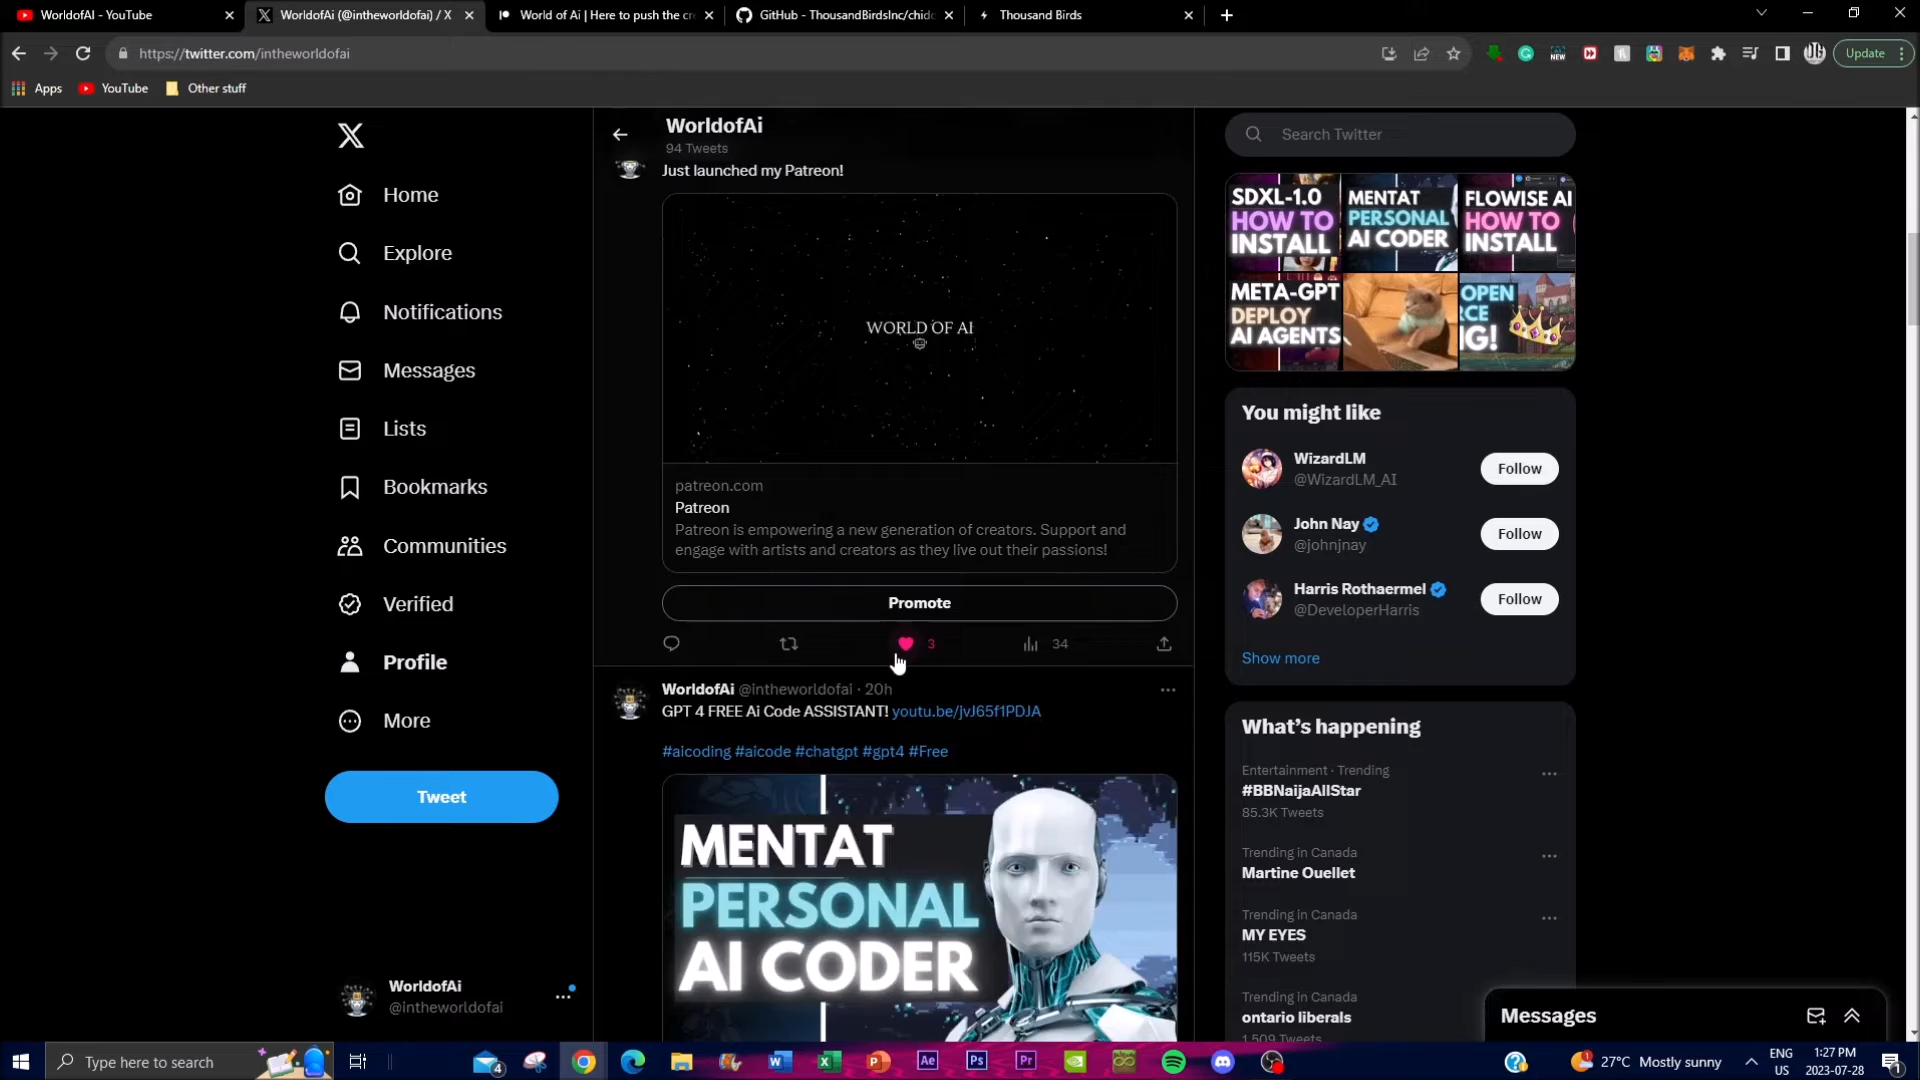 WorldofAI - YouTube
WorldofAi (@intheworldofai) / X
World of Ai | Here to push the cre
GitHub - ThousandBirdsInc/chido
Thousand Birds
https://twitter.com/intheworldofai
Update
Apps
YouTube
Other stuff
Home
Explore
Notifications
Messages
Lists
Bookmarks
Communities
Verified
Profile
More
Tweet
WorldofAi
@intheworldofai
WorldofAi
94 Tweets
Just launched my Patreon!
WORLD OF AI
patreon.com
Patreon
Patreon is empowering a new generation of creators. Support and
engage with artists and creators as they live out their passions!
Promote
3
34
WorldofAi @intheworldofai · 20h
GPT 4 FREE Ai Code ASSISTANT! youtu.be/jvJ65f1PDJA
#aicoding #aicode #chatgpt #gpt4 #Free
MENTAT
PERSONAL
AI CODER
Search Twitter
SDXL-1.0
HOW TO
INSTALL
MENTAT
PERSONAL
AI CODER
FLOWISE AI
HOW TO
INSTALL
META-GPT
DEPLOY
AI AGENTS
OPEN
RCE
G!
You might like
WizardLM
@WizardLM_AI
Follow
John Nay
@johnjnay
Follow
Harris Rothaermel
@DeveloperHarris
Follow
Show more
What's happening
Entertainment · Trending
#BBNaijaAllStar
85.3K Tweets
Trending in Canada
Martine Ouellet
Trending in Canada
MY EYES
115K Tweets
Trending in Canada
ontario liberals
1,509 Tweets
Messages
Type here to search
4
27°C Mostly sunny
ENG
US
1:27 PM
2023-07-28
1